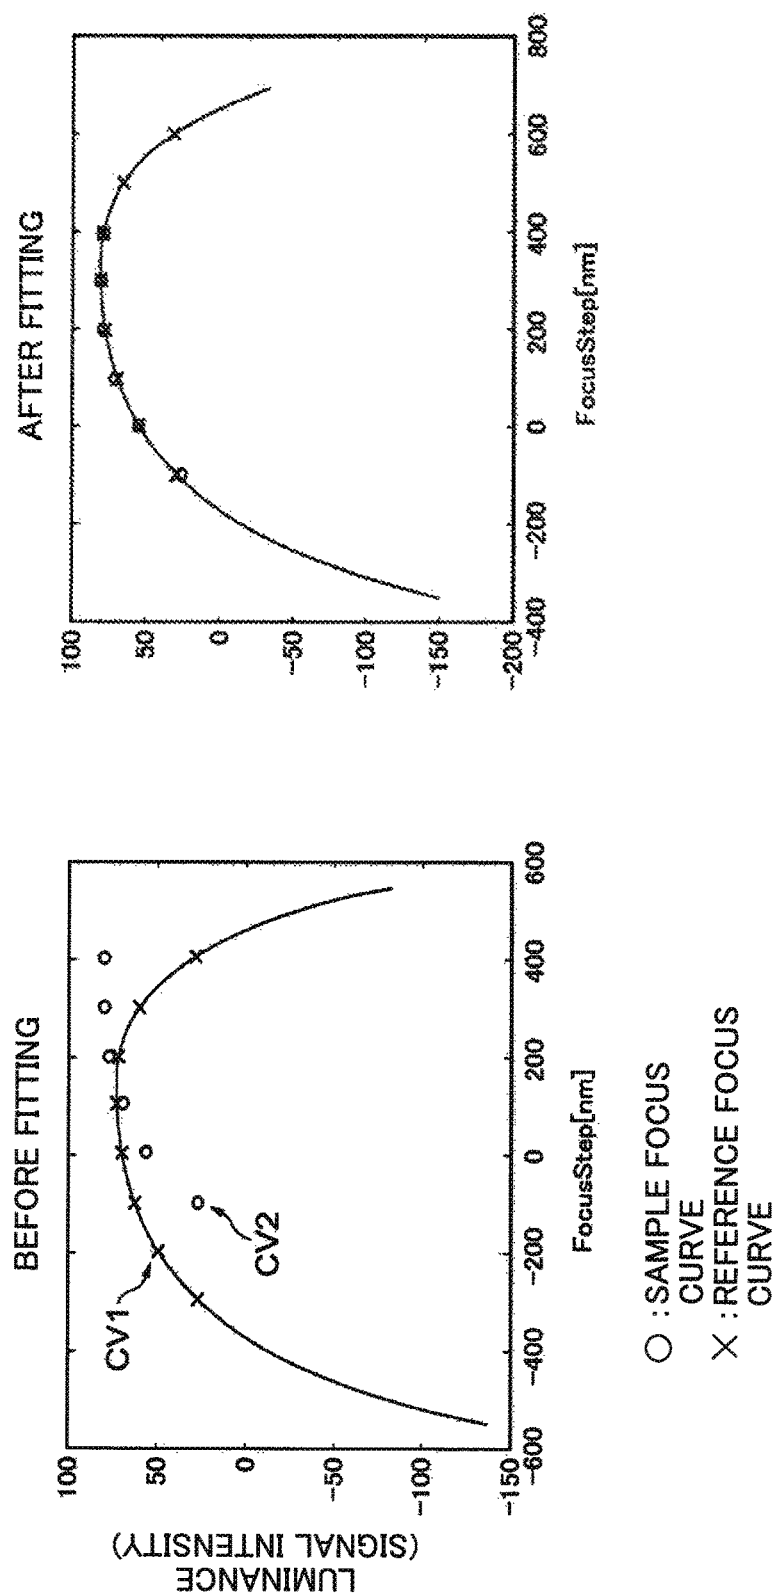 BEFORE FITTING
LUMINANCE
(SIGNAL INTENSITY)
100
50
0
-50
-100
-150
-600
-400
-200
0
200
400
600
FocusStep[nm]
CV1
CV2
AFTER FITTING
100
50
0
-50
-100
-150
-200
-400
-200
0
200
400
600
800
FocusStep[nm]
○ : SAMPLE FOCUS
CURVE
× : REFERENCE FOCUS
CURVE